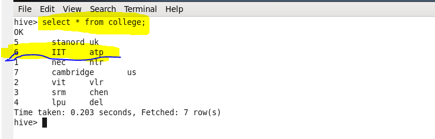 File Edit View Search Terminal Help
hive> select * from college;
OK
5 stanord uk
6 IIT atp
1 nec nlr
7 cambridge us
2 vit vlr
3 srm chen
4 lpu del
Time taken: 0.203 seconds, Fetched: 7 row(s)
hive>